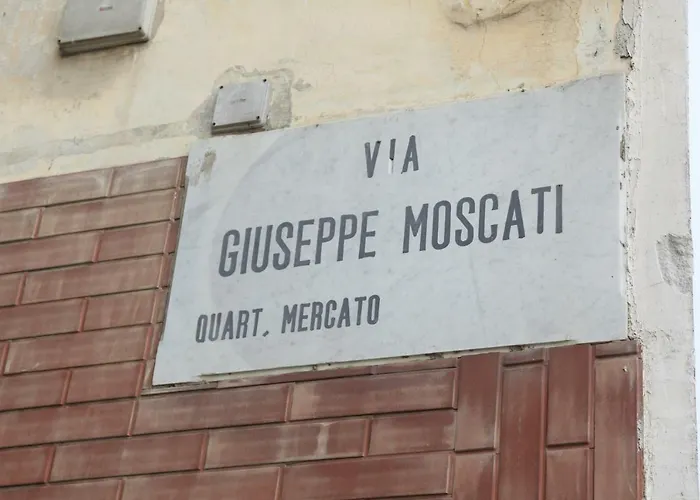 VIA
GIUSEPPE MOSCATI
QUART. MERCATO